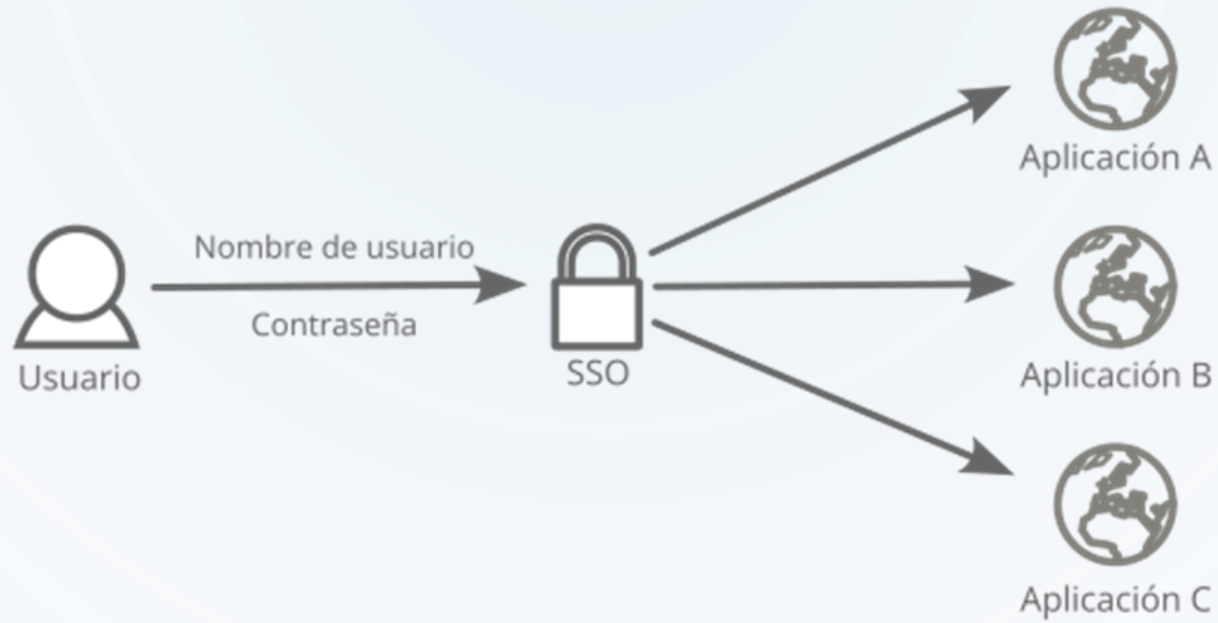 Usuario
Nombre de usuario
Contraseña
SSO
Aplicación A
Aplicación B
Aplicación C